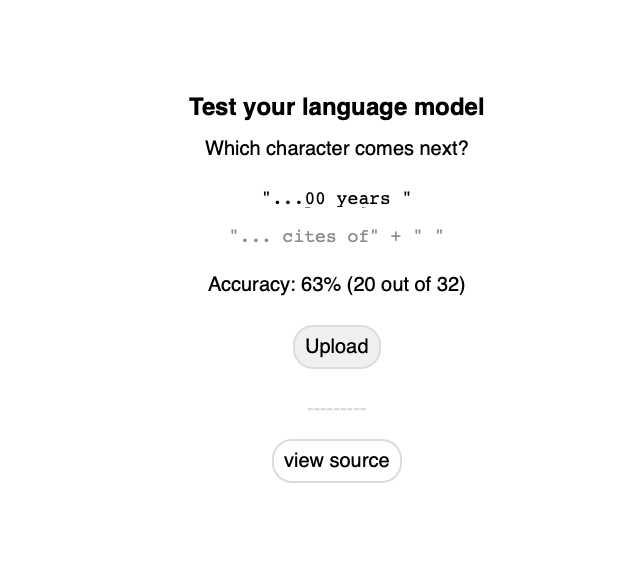 Test your language model
Which character comes next?
"...00 years "
"... cites of" + " "
Accuracy: 63% (20 out of 32)
Upload
---------
view source